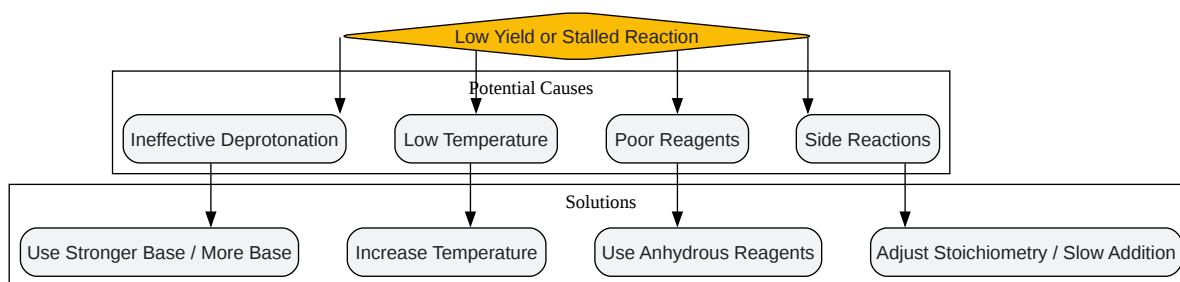 Low Yield or Stalled Reaction
Potential Causes
Ineffective Deprotonation
Low Temperature
Poor Reagents
Side Reactions
Solutions
Use Stronger Base / More Base
Increase Temperature
Use Anhydrous Reagents
Adjust Stoichiometry / Slow Addition